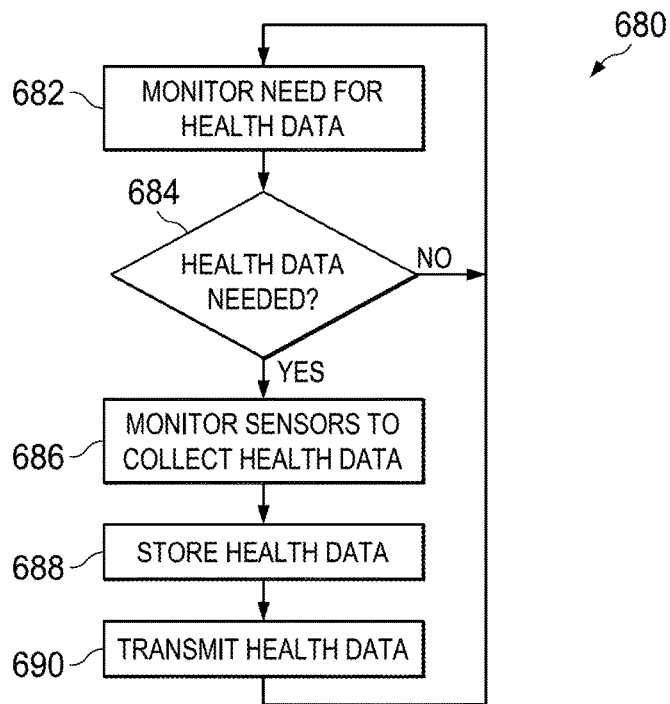 680
682
MONITOR NEED FOR
HEALTH DATA
684
HEALTH DATA
NEEDED?
NO
YES
686
MONITOR SENSORS TO
COLLECT HEALTH DATA
688
STORE HEALTH DATA
690
TRANSMIT HEALTH DATA